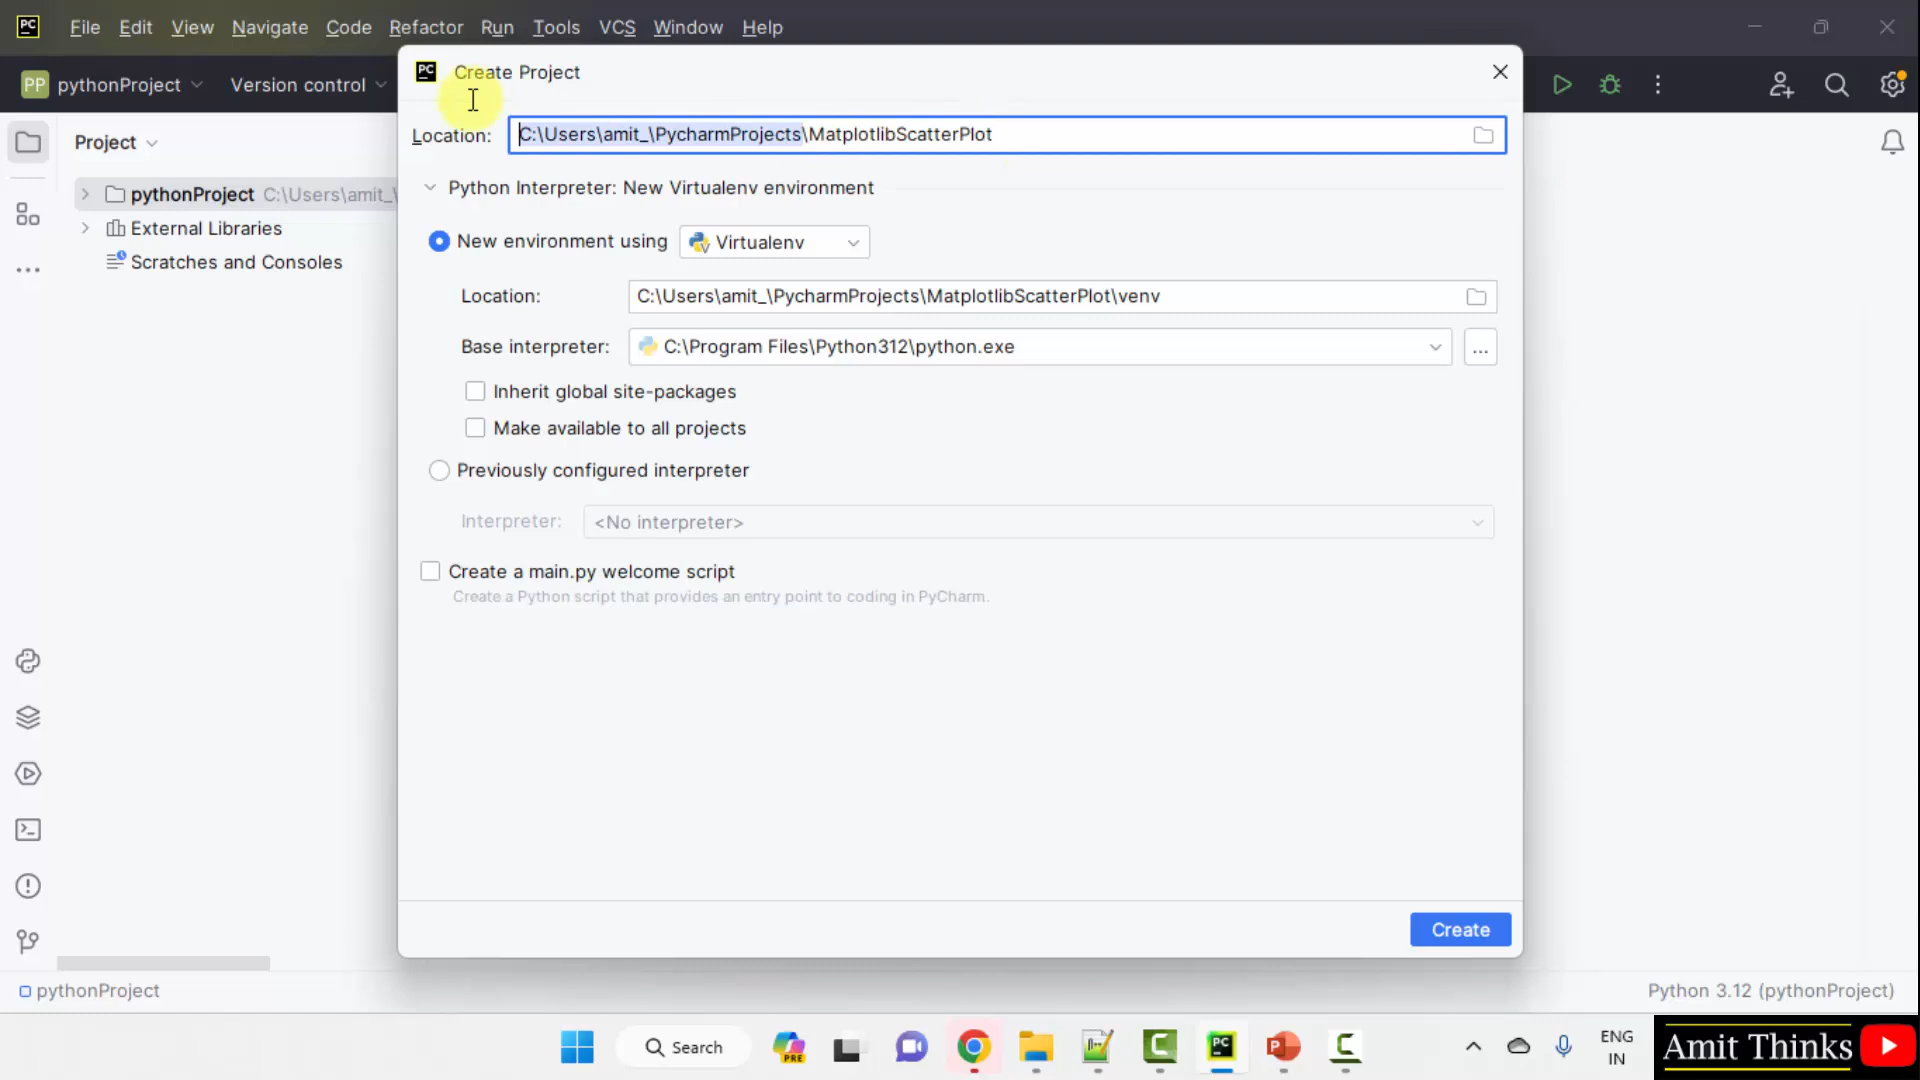 PC File Edit View Navigate Code Refactor Run Tools VCS Window Help
PP pythonProject Version control
PC Create Project
Location: C:\Users\amit_\PycharmProjects\MatplotlibScatterPlot
Project
Python Interpreter: New Virtualenv environment
pythonProject C:\Users\amit_\
External Libraries
Scratches and Consoles
New environment using Virtualenv
Location: C:\Users\amit_\PycharmProjects\MatplotlibScatterPlot\venv
Base interpreter: C:\Program Files\Python312\python.exe ...
Inherit global site-packages
Make available to all projects
Previously configured interpreter
Interpreter: <No interpreter>
Create a main.py welcome script
Create a Python script that provides an entry point to coding in PyCharm.
Create
pythonProject
Python 3.12 (pythonProject)
Search
PRE
PC
P
ENG
IN
Amit Thinks